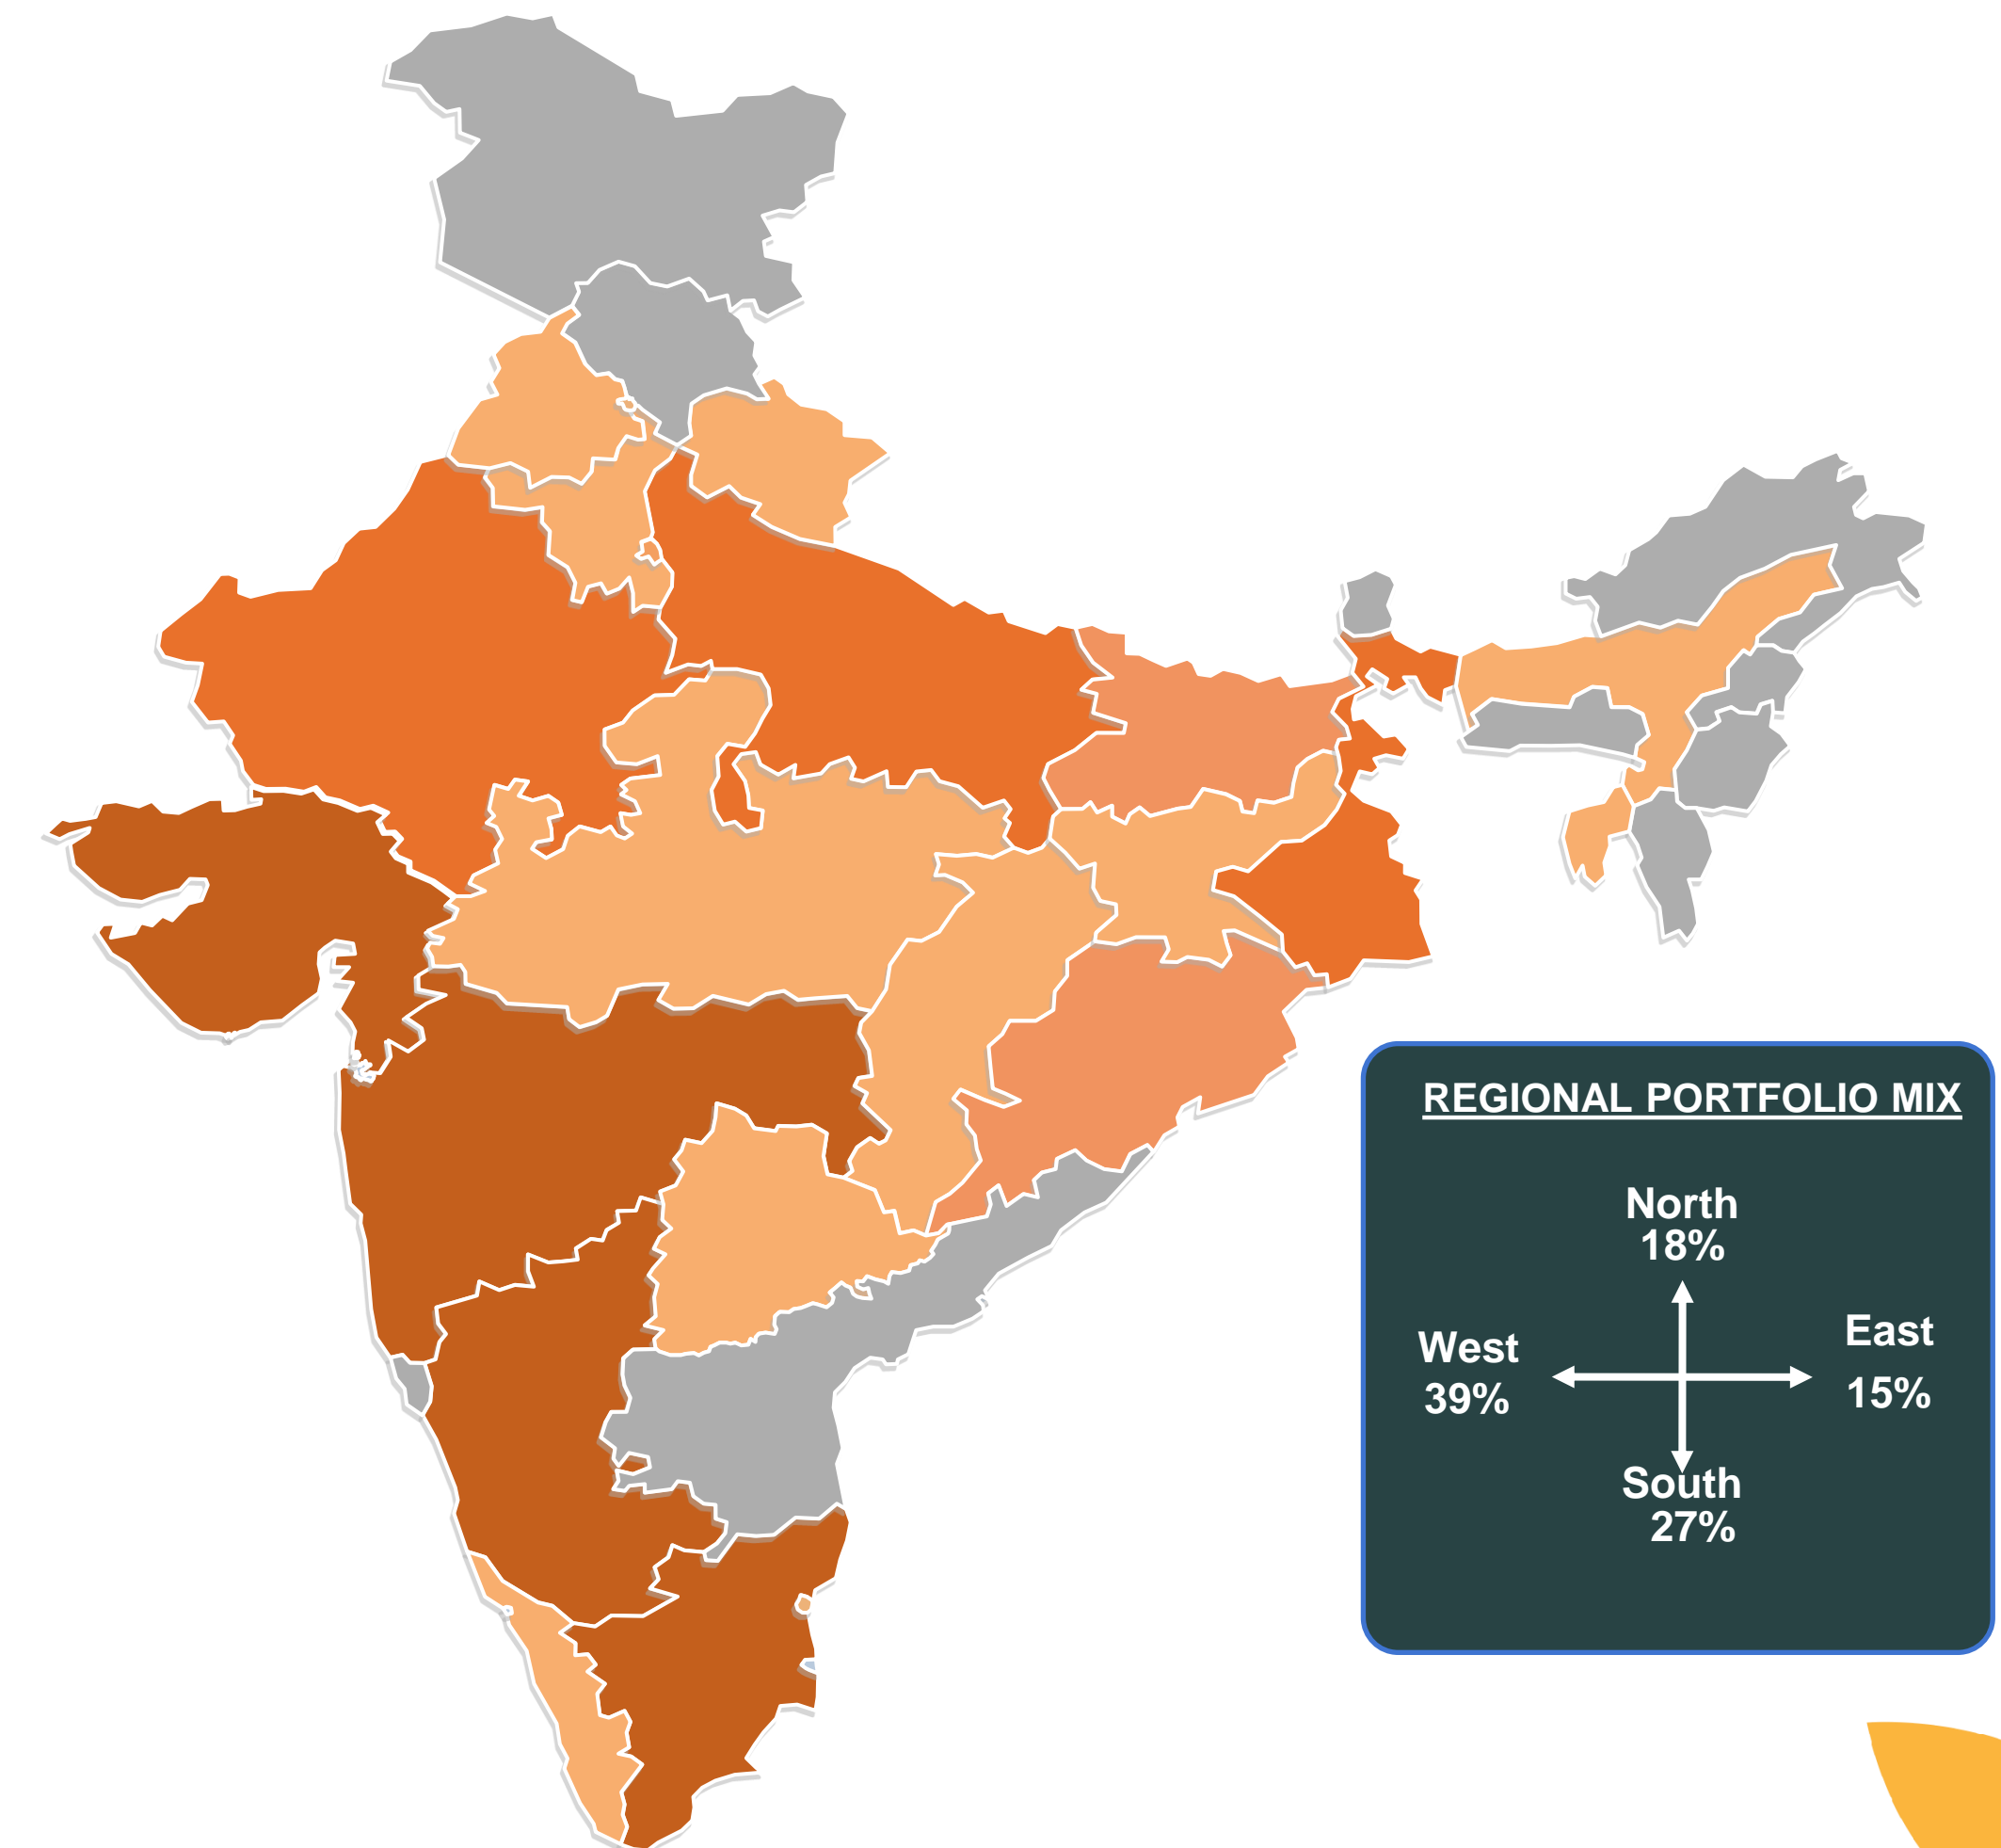 REGIONAL PORTFOLIO MIX
North
18%
West
39%
East
15%
South
27%